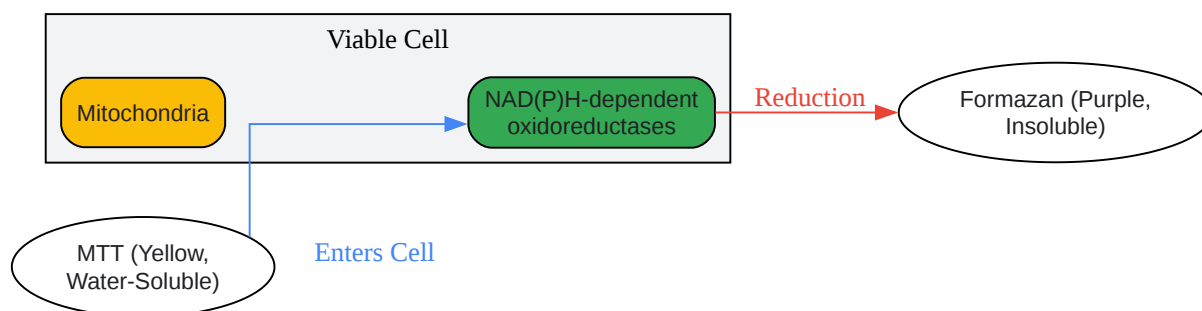 Viable Cell
Mitochondria
NAD(P)H-dependent
oxidoreductases
Reduction
Formazan (Purple,
Insoluble)
MTT (Yellow,
Water-Soluble)
Enters Cell